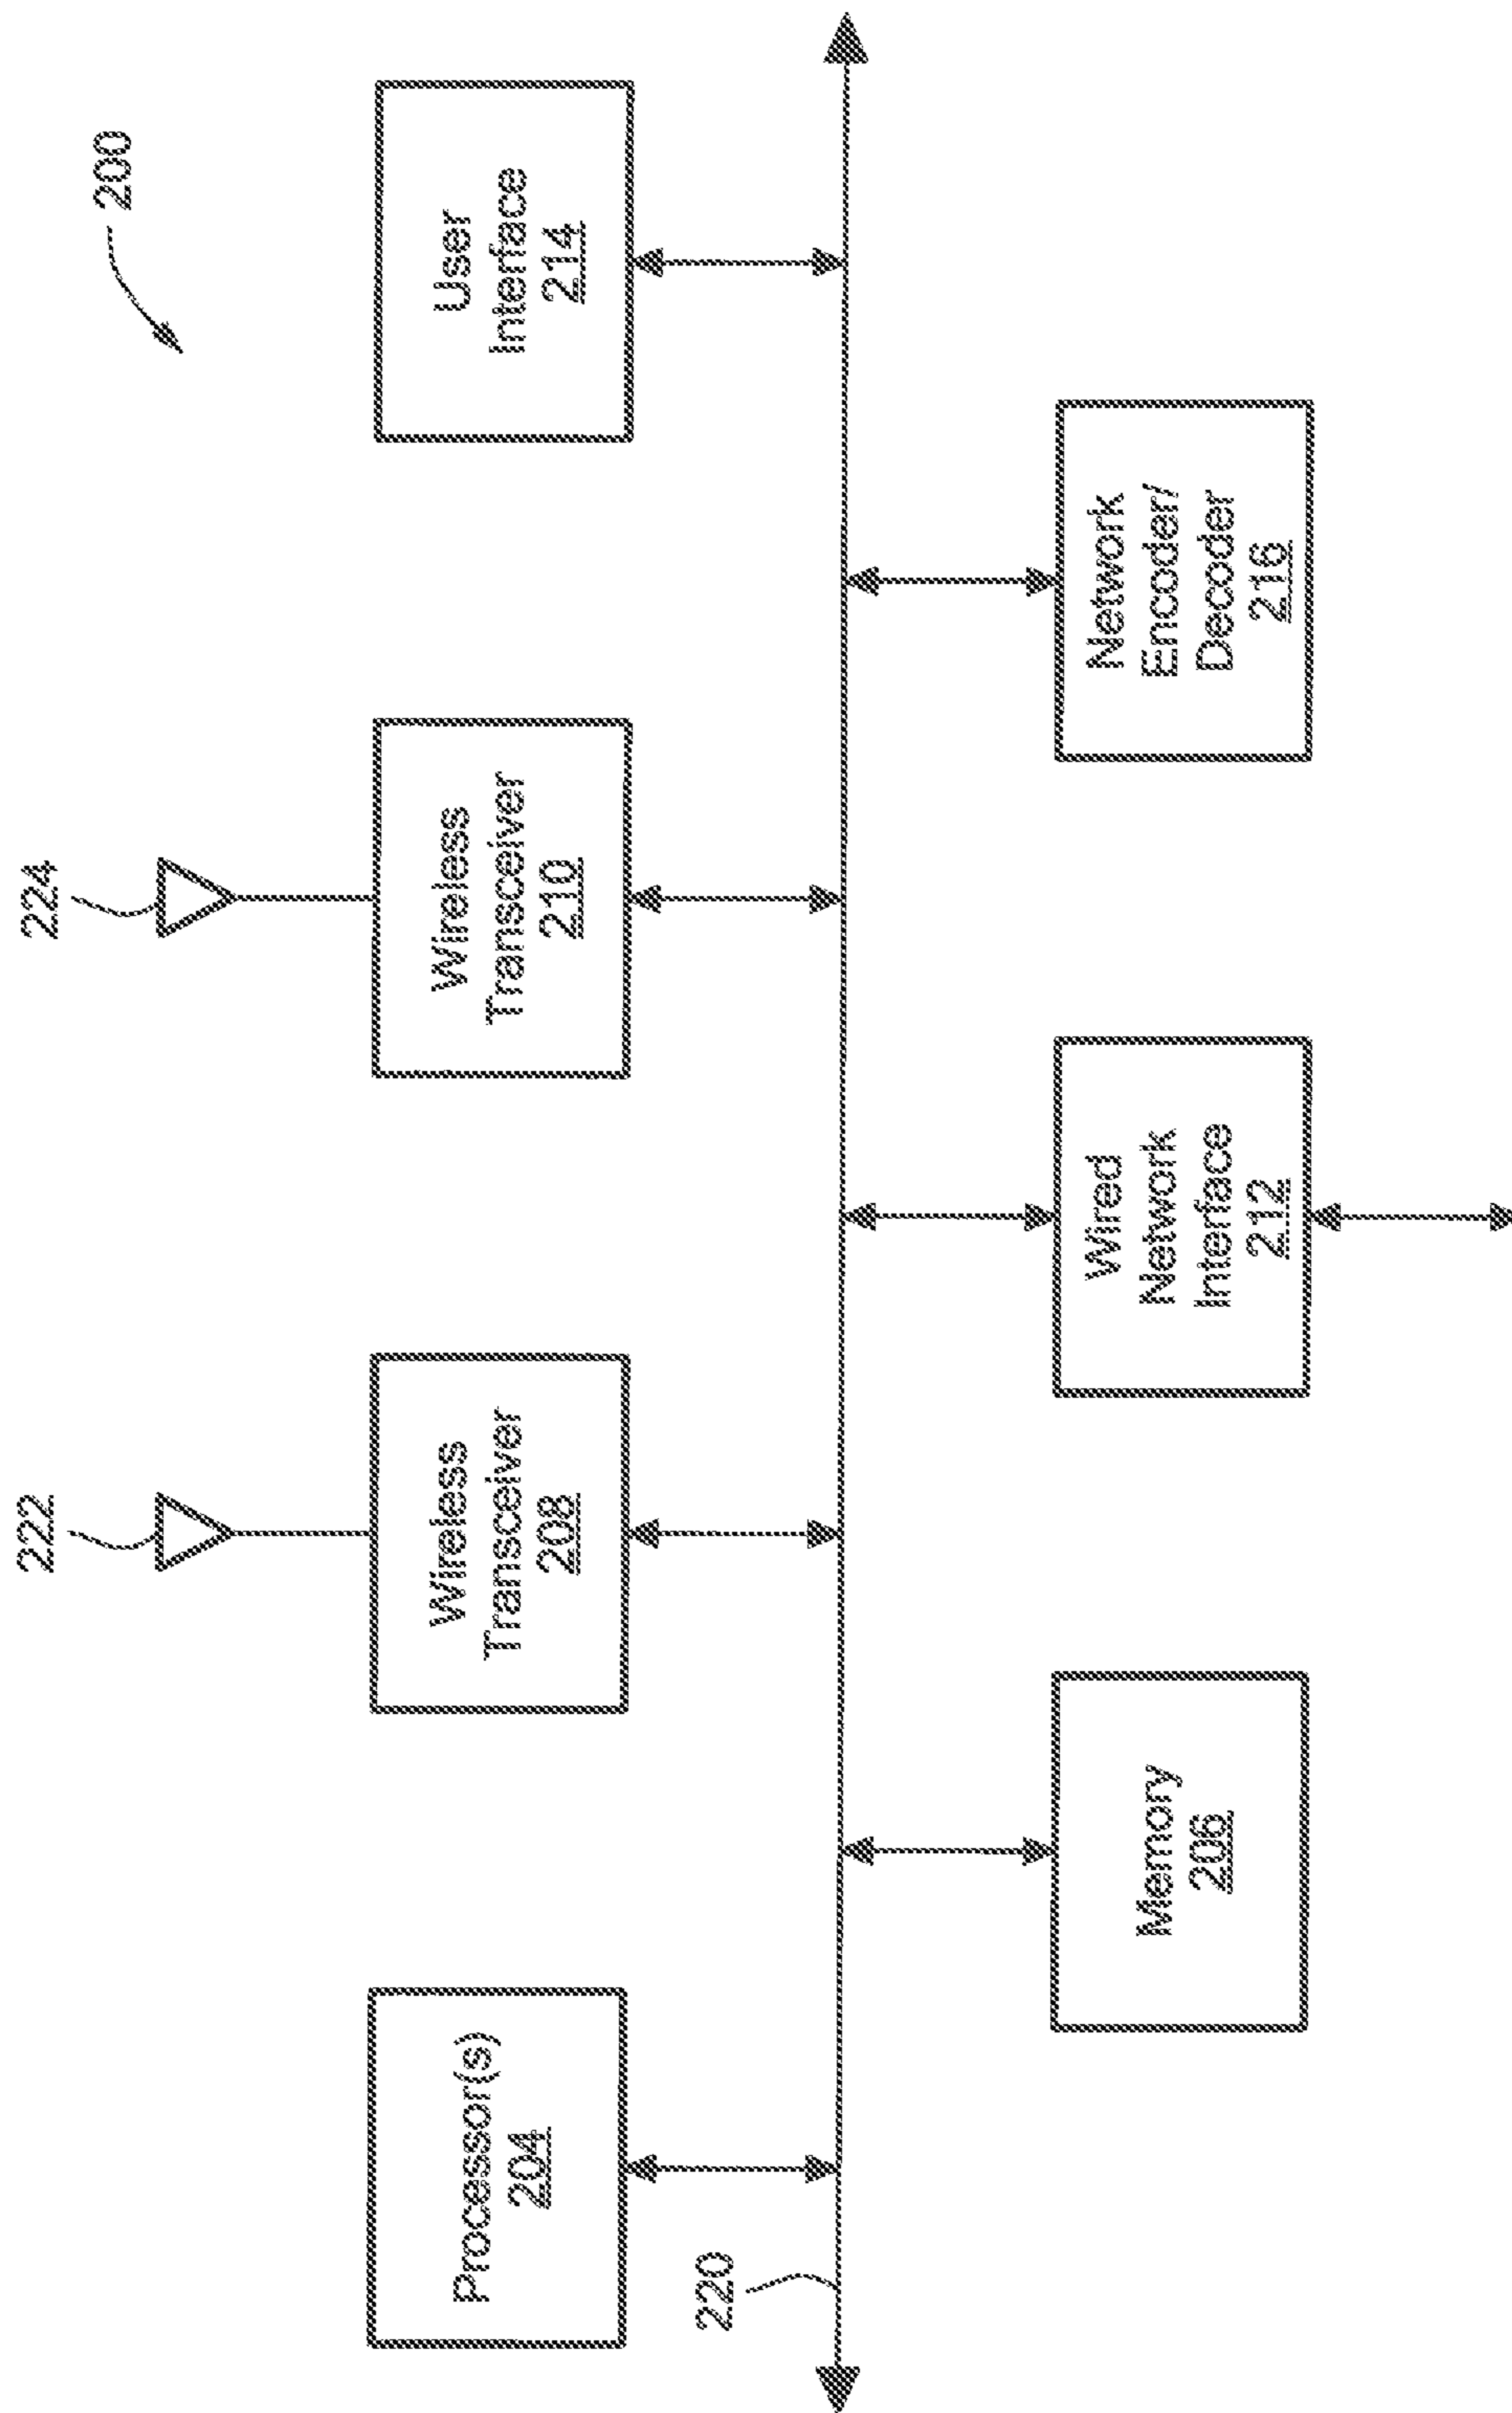 200
222
224
Processor(s)
204
Wireless
Transceiver
208
Wireless
Transceiver
210
User
Interface
214
220
Memory
206
Wired
Network
Interface
212
Network
Encoder/
Decoder
216